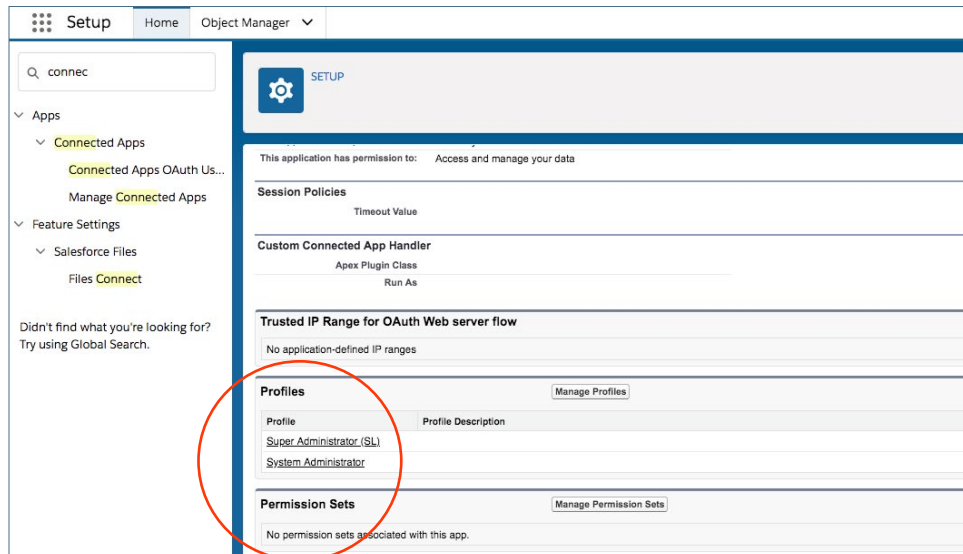 Setup Home Object Manager
connec
Apps
Connected Apps
Connected Apps OAuth Us...
Manage Connected Apps
Feature Settings
Salesforce Files
Files Connect
Didn't find what you're looking for?
Try using Global Search.
SETUP
This application has permission to: Access and manage your data
Session Policies
Timeout Value
Custom Connected App Handler
Apex Plugin Class
Run As
Trusted IP Range for OAuth Web server flow
No application-defined IP ranges
Profiles Manage Profiles
Profile Profile Description
Super Administrator (SL)
System Administrator
Permission Sets Manage Permission Sets
No permission sets associated with this app.